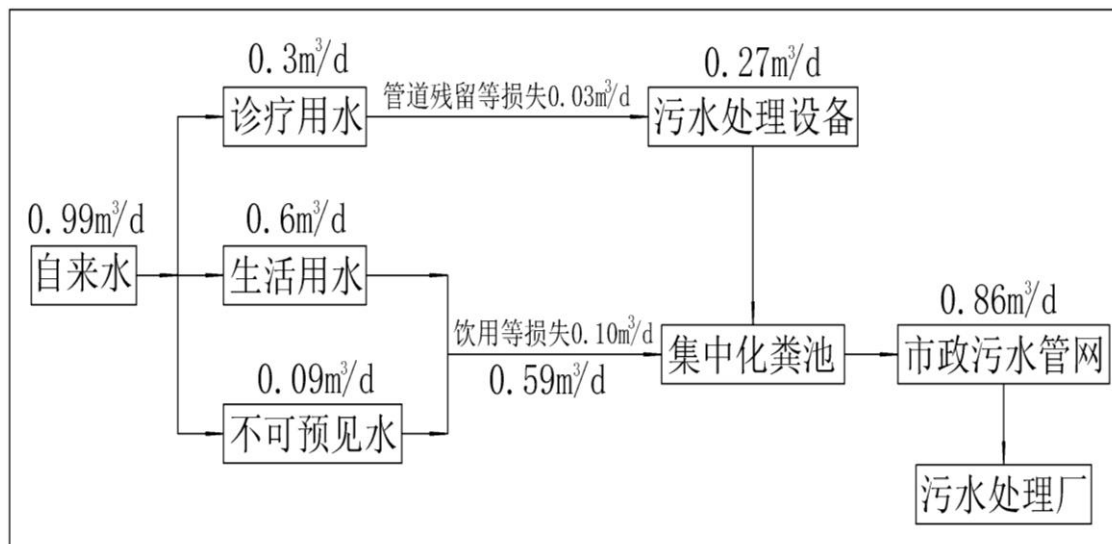 0.3m³/d
诊疗用水
管道残留等损失0.03m³/d
0.27m³/d
污水处理设备
0.99m³/d
自来水
0.6m³/d
生活用水
饮用等损失0.10m³/d
0.59m³/d
集中化粪池
0.86m³/d
市政污水管网
0.09m³/d
不可预见水
污水处理厂